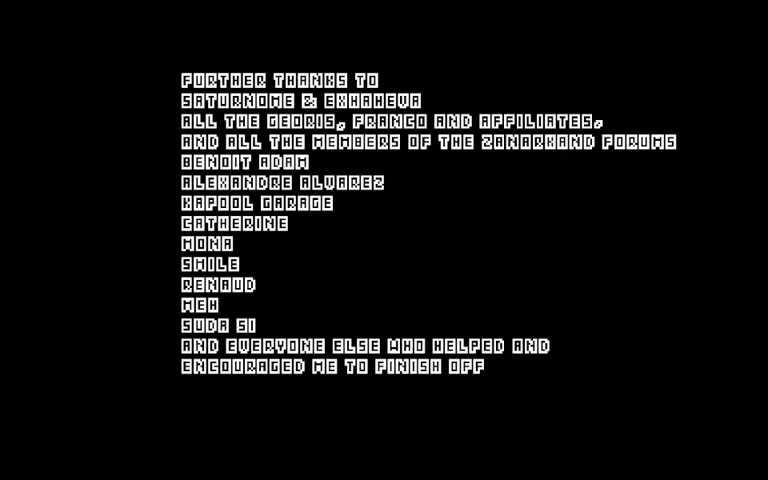 FURTHER THANKS TO
SATURNOME & EXHAHEVA
ALL THE GEORIS, FRANCO AND AFFILIATES,
AND ALL THE MEMBERS OF THE ZANARKAND FORUMS
BENOIT ADAM
ALEXANDRE ALVAREZ
KAPOOL GARAGE
CATHERINE
MONA
SMILE
RENAUD
MEH
SUDA 51
AND EVERYONE ELSE WHO HELPED AND
ENCOURAGED ME TO FINISH OFF